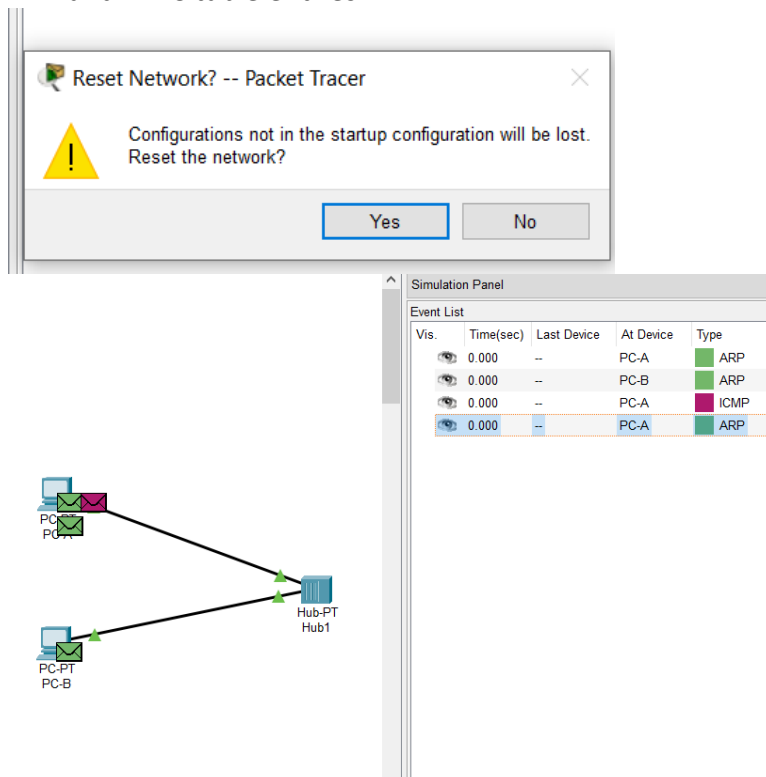 Reset Network? -- Packet Tracer
Configurations not in the startup configuration will be lost.
Reset the network?
Yes No
Simulation Panel
Event List
Vis. Time(sec) Last Device At Device Type
0.000 -- PC-A ARP
0.000 -- PC-B ARP
0.000 -- PC-A ICMP
0.000 -- PC-A ARP
Hub-PT
Hub1
PC-PT
PC-B